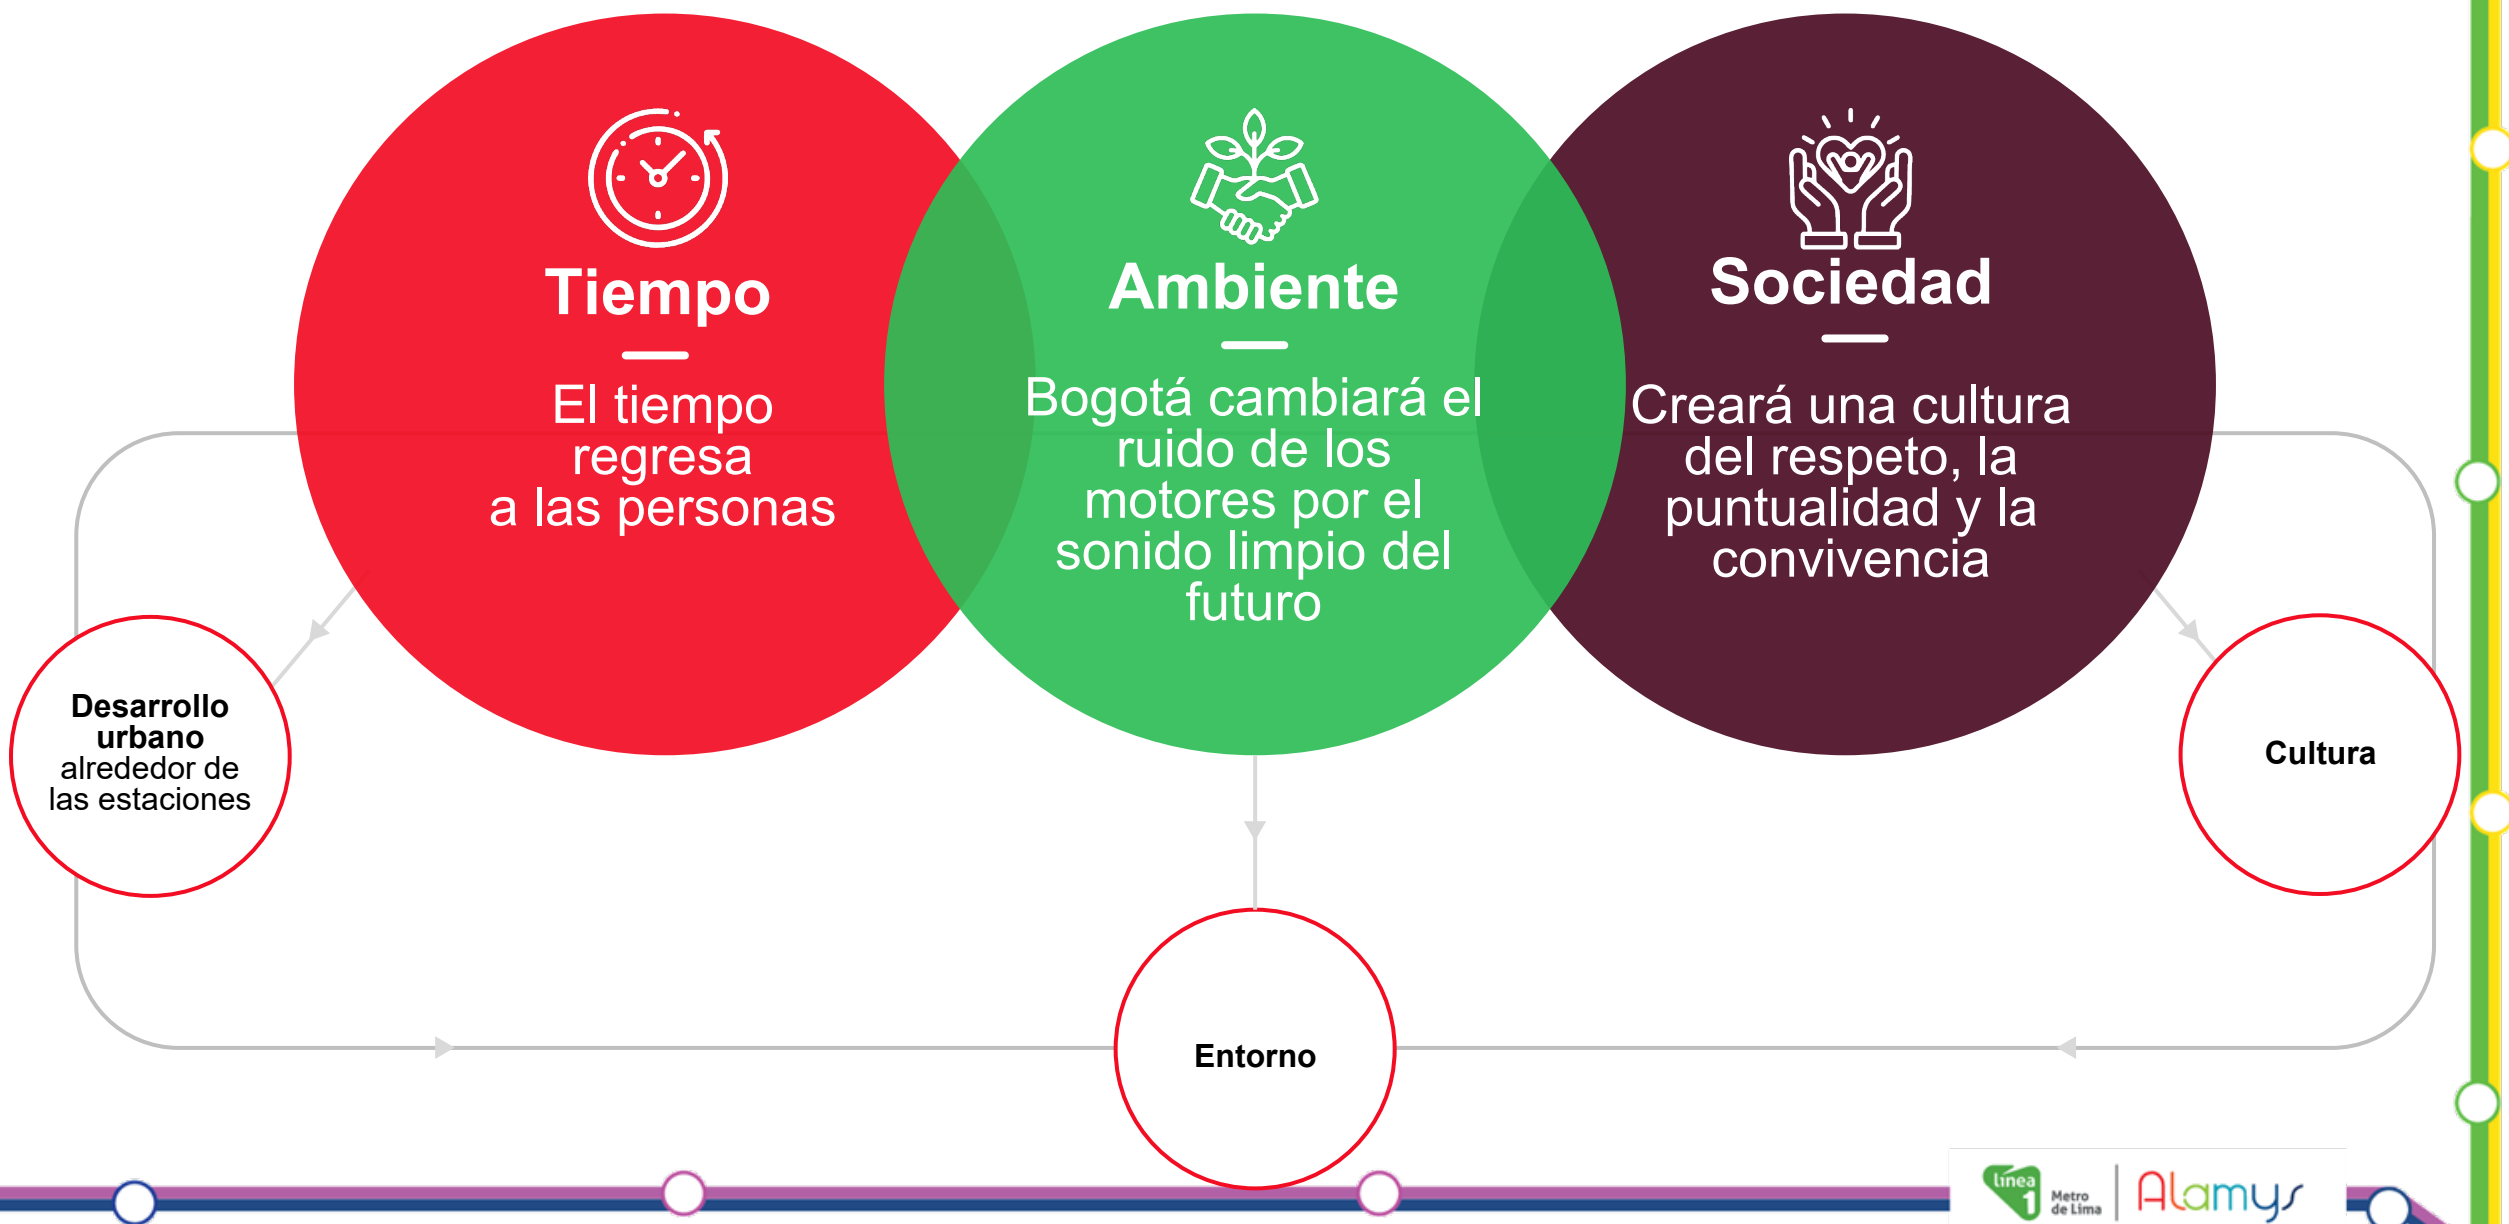 Tiempo
El tiempo
regresa
a las personas
Ambiente
Bogotá cambiará el
ruido de los
motores por el
sonido limpio del
futuro
Sociedad
Creará una cultura
del respeto, la
puntualidad y la
convivencia
Desarrollo
urbano
alrededor de
las estaciones
Cultura
Entorno
línea
1
Metro
de Lima
Alamys